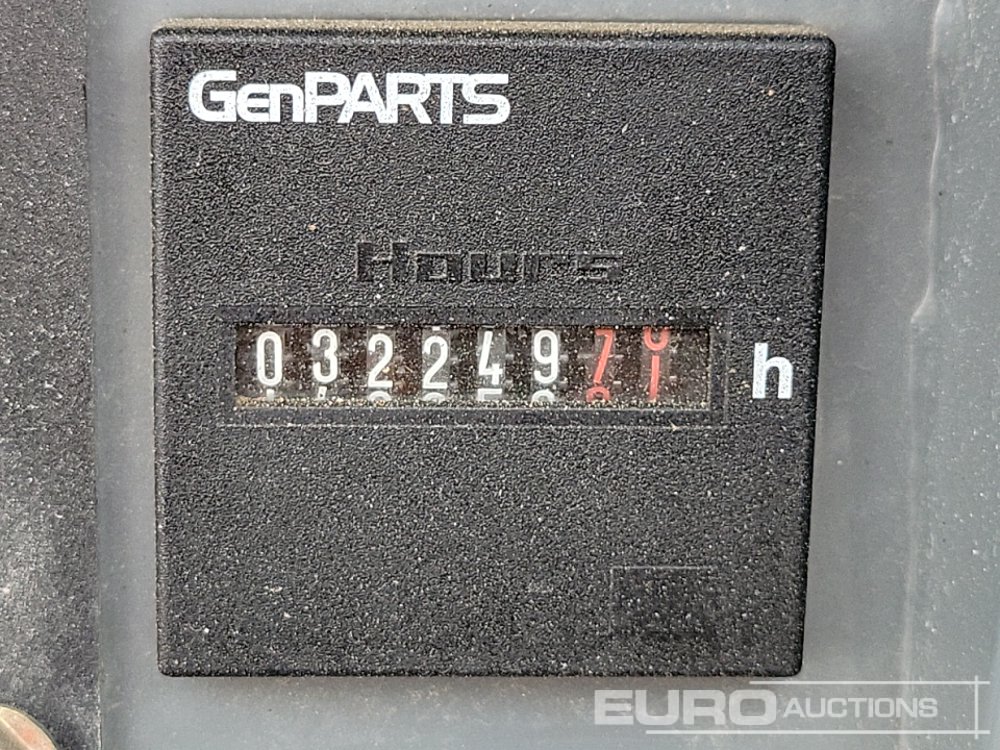 GenPARTS
Hours
03224971 h
EURO AUCTIONS